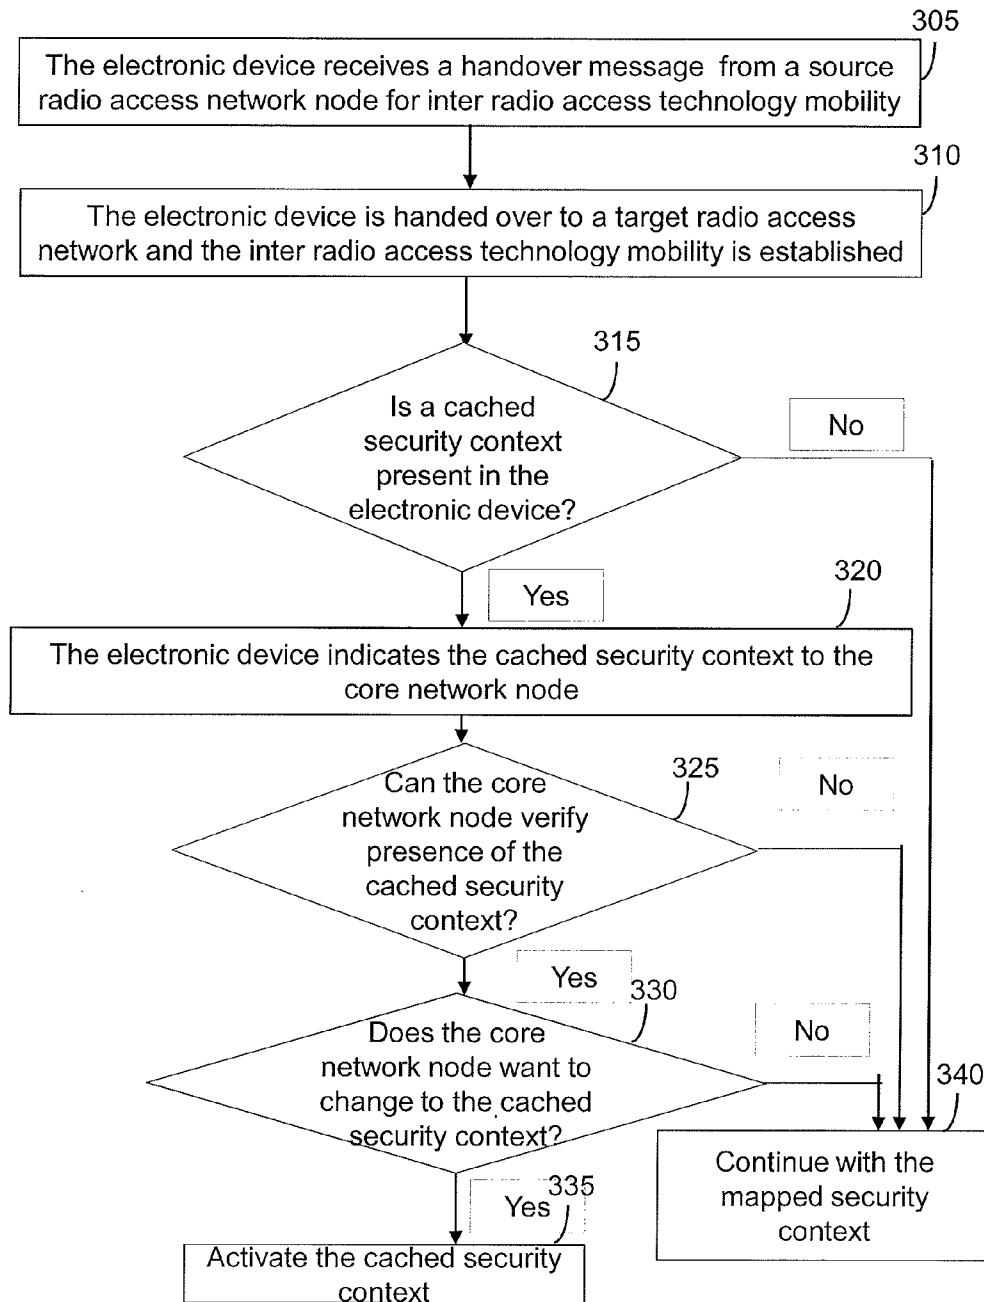 305
The electronic device receives a handover message from a source
radio access network node for inter radio access technology mobility
310
The electronic device is handed over to a target radio access
network and the inter radio access technology mobility is established
315
Is a cached
security context
present in the
electronic device?
No
Yes
320
The electronic device indicates the cached security context to the
core network node
325
Can the core
network node verify
presence of the
cached security
context?
No
Yes
330
Does the core
network node want to
change to the cached
security context?
No
340
Continue with the
mapped security
context
Yes
335
Activate the cached security
context